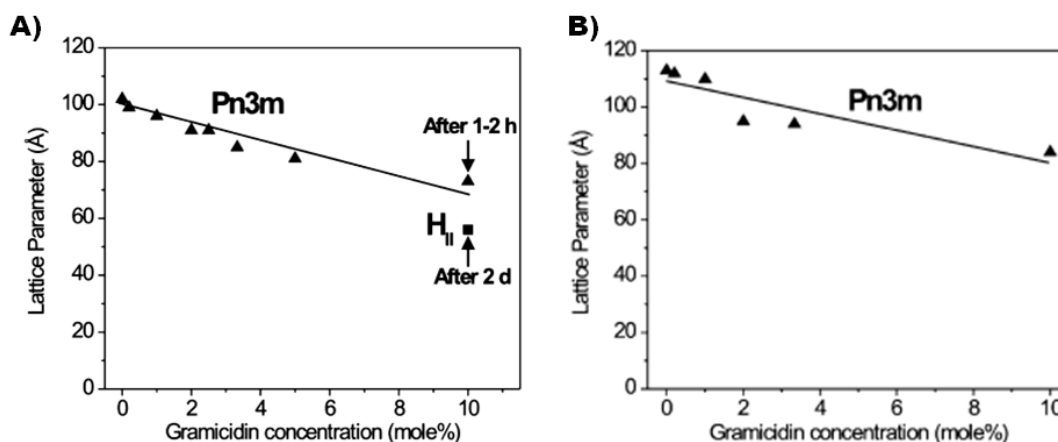 A)
120
100
80
60
40
20
0
Lattice Parameter (Å)
Pn3m
After 1-2 h
H_II
After 2 d
0 2 4 6 8 10
Gramicidin concentration (mole%)
B)
120
100
80
60
40
20
0
Lattice Parameter (Å)
Pn3m
0 2 4 6 8 10
Gramicidin concentration (mole%)